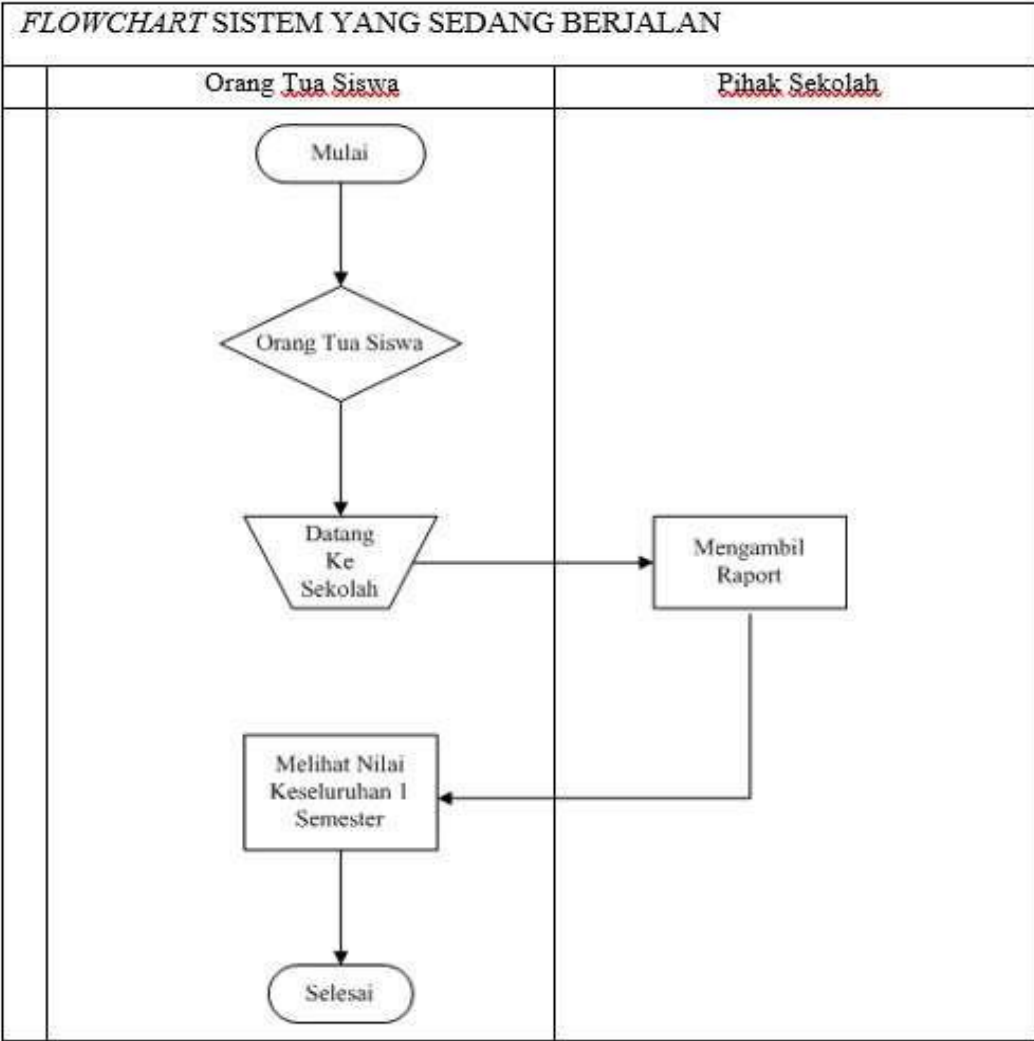 FLOWCHART SISTEM YANG SEDANG BERJALAN
Orang Tua Siswa
Pihak Sekolah
Mulai
Orang Tua Siswa
Datang
Ke
Sekolah
Mengambil
Raport
Melihat Nilai
Keseluruhan 1
Semester
Selesai